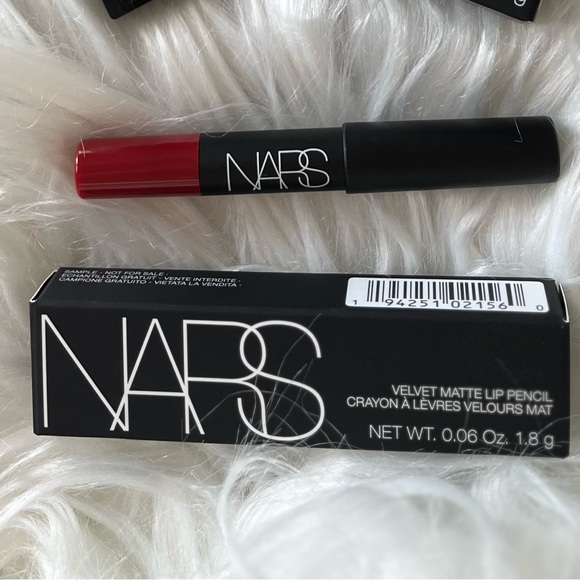 NARS
SAMPLE - NOT FOR SALE
ÉCHANTILLON GRATUIT - VENTE INTERDITE -
CAMPIONE GRATUITO - VIETATA LA VENDITA -
1 94251 02156 0
NARS
VELVET MATTE LIP PENCIL
CRAYON À LÈVRES VELOURS MAT
NET WT. 0.06 Oz. 1.8 g